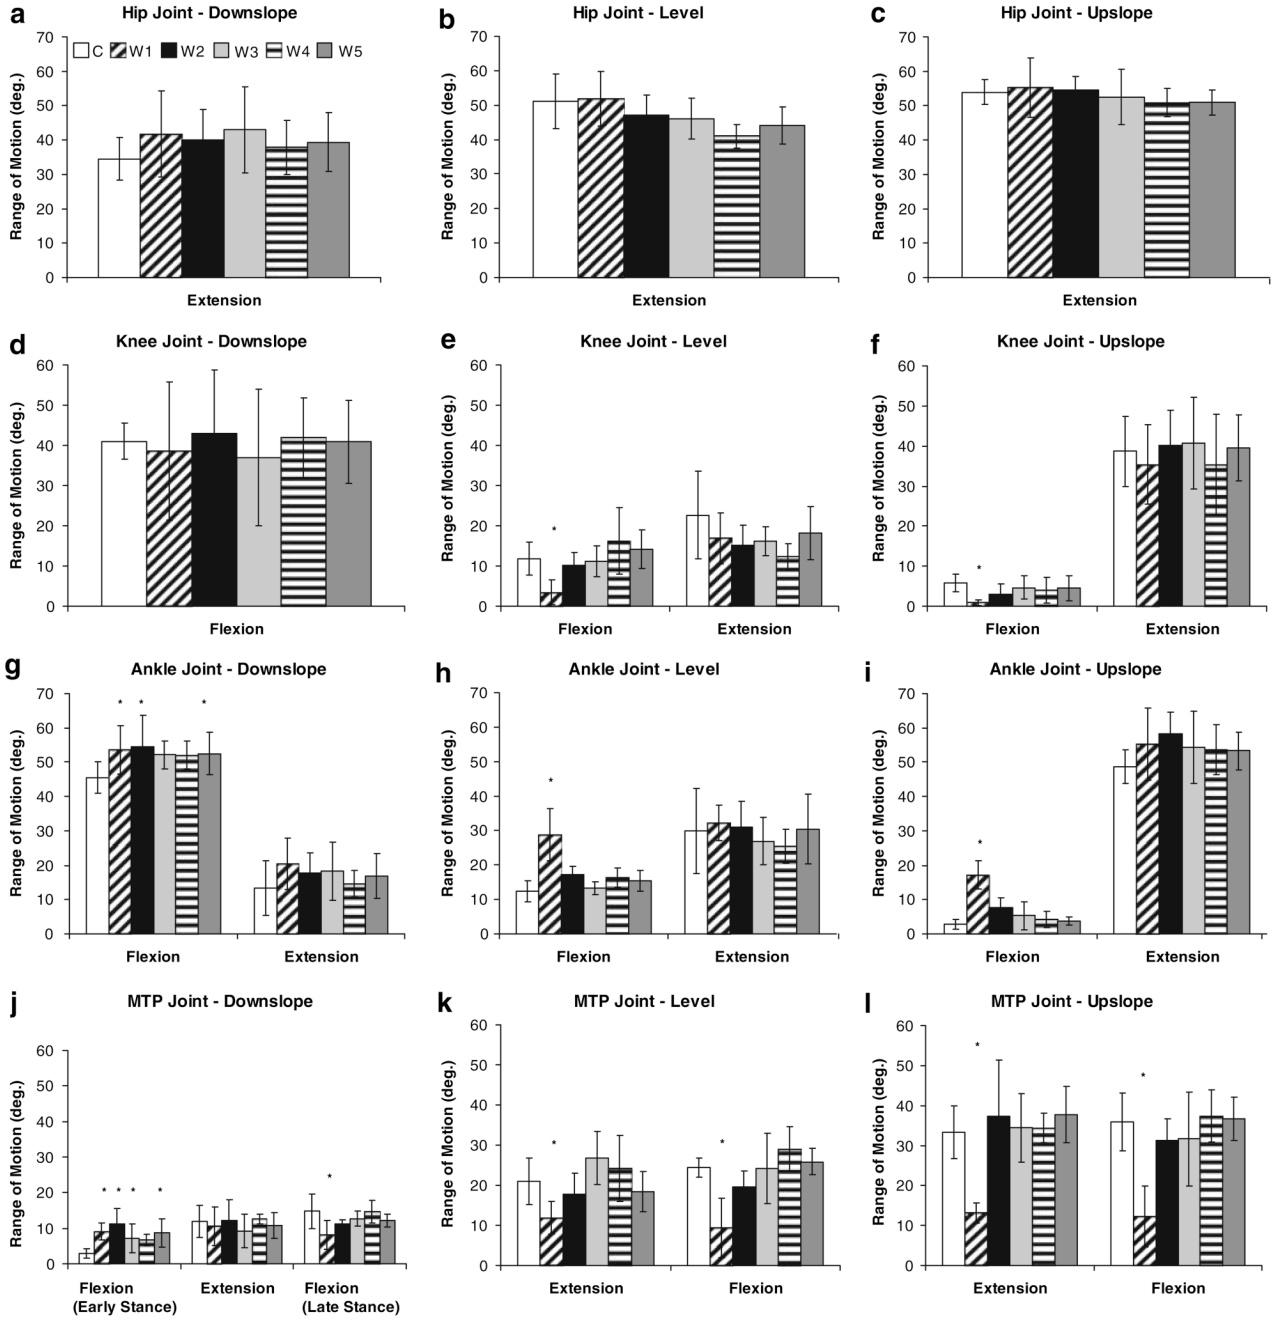 a Hip Joint - Downslope
b Hip Joint - Level
c Hip Joint - Upslope
Range of Motion (deg.)
70
60
50
40
30
20
10
0
C W1 W2 W3 W4 W5
Extension
Range of Motion (deg.)
70
60
50
40
30
20
10
0
Extension
Range of Motion (deg.)
70
60
50
40
30
20
10
0
Extension
d Knee Joint - Downslope
e Knee Joint - Level
f Knee Joint - Upslope
Range of Motion (deg.)
60
50
40
30
20
10
0
Flexion
Range of Motion (deg.)
60
50
40
30
20
10
0
*
Flexion Extension
Range of Motion (deg.)
60
50
40
30
20
10
0
*
Flexion Extension
g Ankle Joint - Downslope
h Ankle Joint - Level
i Ankle Joint - Upslope
Range of Motion (deg.)
70
60
50
40
30
20
10
0
* * *
Flexion Extension
Range of Motion (deg.)
70
60
50
40
30
20
10
0
*
Flexion Extension
Range of Motion (deg.)
70
60
50
40
30
20
10
0
*
Flexion Extension
j MTP Joint - Downslope
k MTP Joint - Level
l MTP Joint - Upslope
Range of Motion (deg.)
60
50
40
30
20
10
0
* * * * *
Flexion Extension Flexion
(Early Stance) (Late Stance)
Range of Motion (deg.)
60
50
40
30
20
10
0
* *
Extension Flexion
Range of Motion (deg.)
60
50
40
30
20
10
0
* *
Extension Flexion